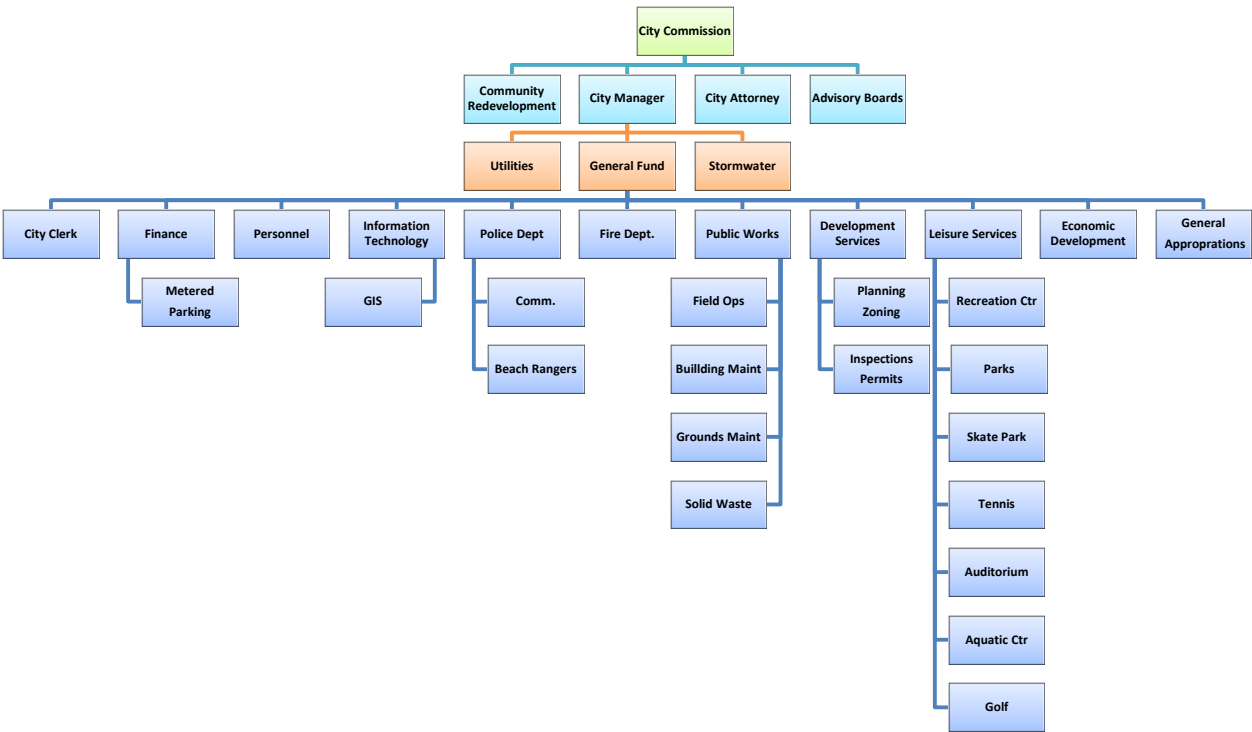 City Commission
Community
Redevelopment
City Manager
City Attorney
Advisory Boards
Utilities
General Fund
Stormwater
City Clerk
Finance
Personnel
Information
Technology
Police Dept
Fire Dept.
Public Works
Development
Services
Leisure Services
Economic
Development
General
Approprations
Metered
Parking
GIS
Comm.
Field Ops
Planning
Zoning
Recreation Ctr
Beach Rangers
Buillding Maint
Inspections
Permits
Parks
Grounds Maint
Skate Park
Solid Waste
Tennis
Auditorium
Aquatic Ctr
Golf